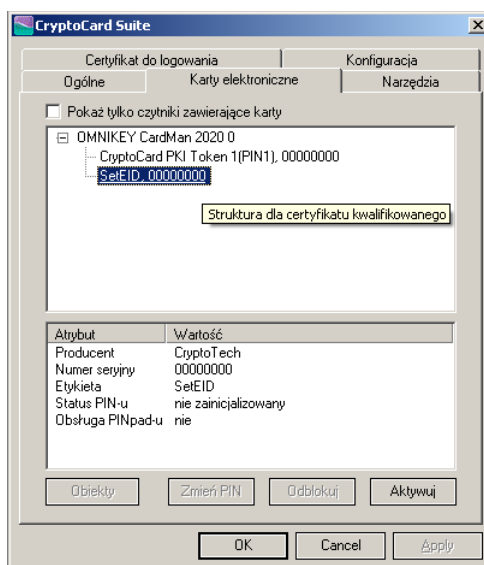 CryptoCard Suite
Certyfikat do logowania
Konfiguracja
Ogólne
Karty elektroniczne
Narzędzia
Pokaż tylko czytniki zawierające karty
OMNIKEY CardMan 2020 0
CryptoCard PKI Token 1(PIN1), 00000000
SetEID, 00000000
Struktura dla certyfikatu kwalifikowanego
Atrybut Wartość
Producent CryptoTech
Numer seryjny 00000000
Etykieta SetEID
Status PIN-u nie zainicjalizowany
Obsługa PINpad-u nie
Obiekty
Zmień PIN
Odblokuj
Aktywuj
OK
Cancel
Apply